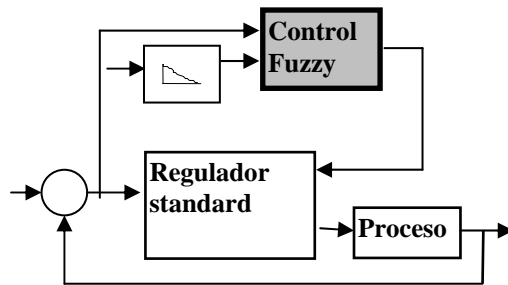 Control
Fuzzy
Regulador
standard
Proceso